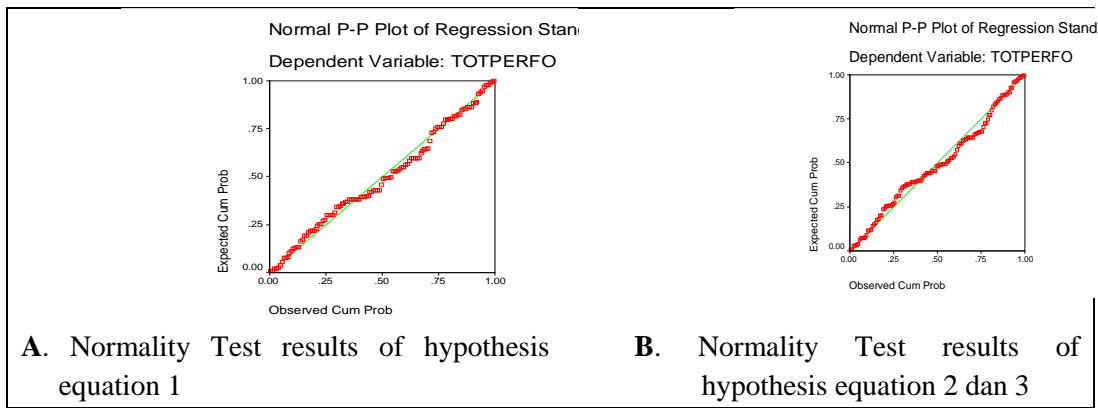 Normal P-P Plot of Regression Stand
Dependent Variable: TOTPERFO
1.00
.75
.50
.25
0.00
Expected Cum Prob
0.00
.25
.50
.75
1.00
Observed Cum Prob
A. Normality Test results of hypothesis
equation 1
Normal P-P Plot of Regression Stand
Dependent Variable: TOTPERFO
1.00
.75
.50
.25
0.00
Expected Cum Prob
0.00
.25
.50
.75
1.00
Observed Cum Prob
B. Normality Test results of
hypothesis equation 2 dan 3